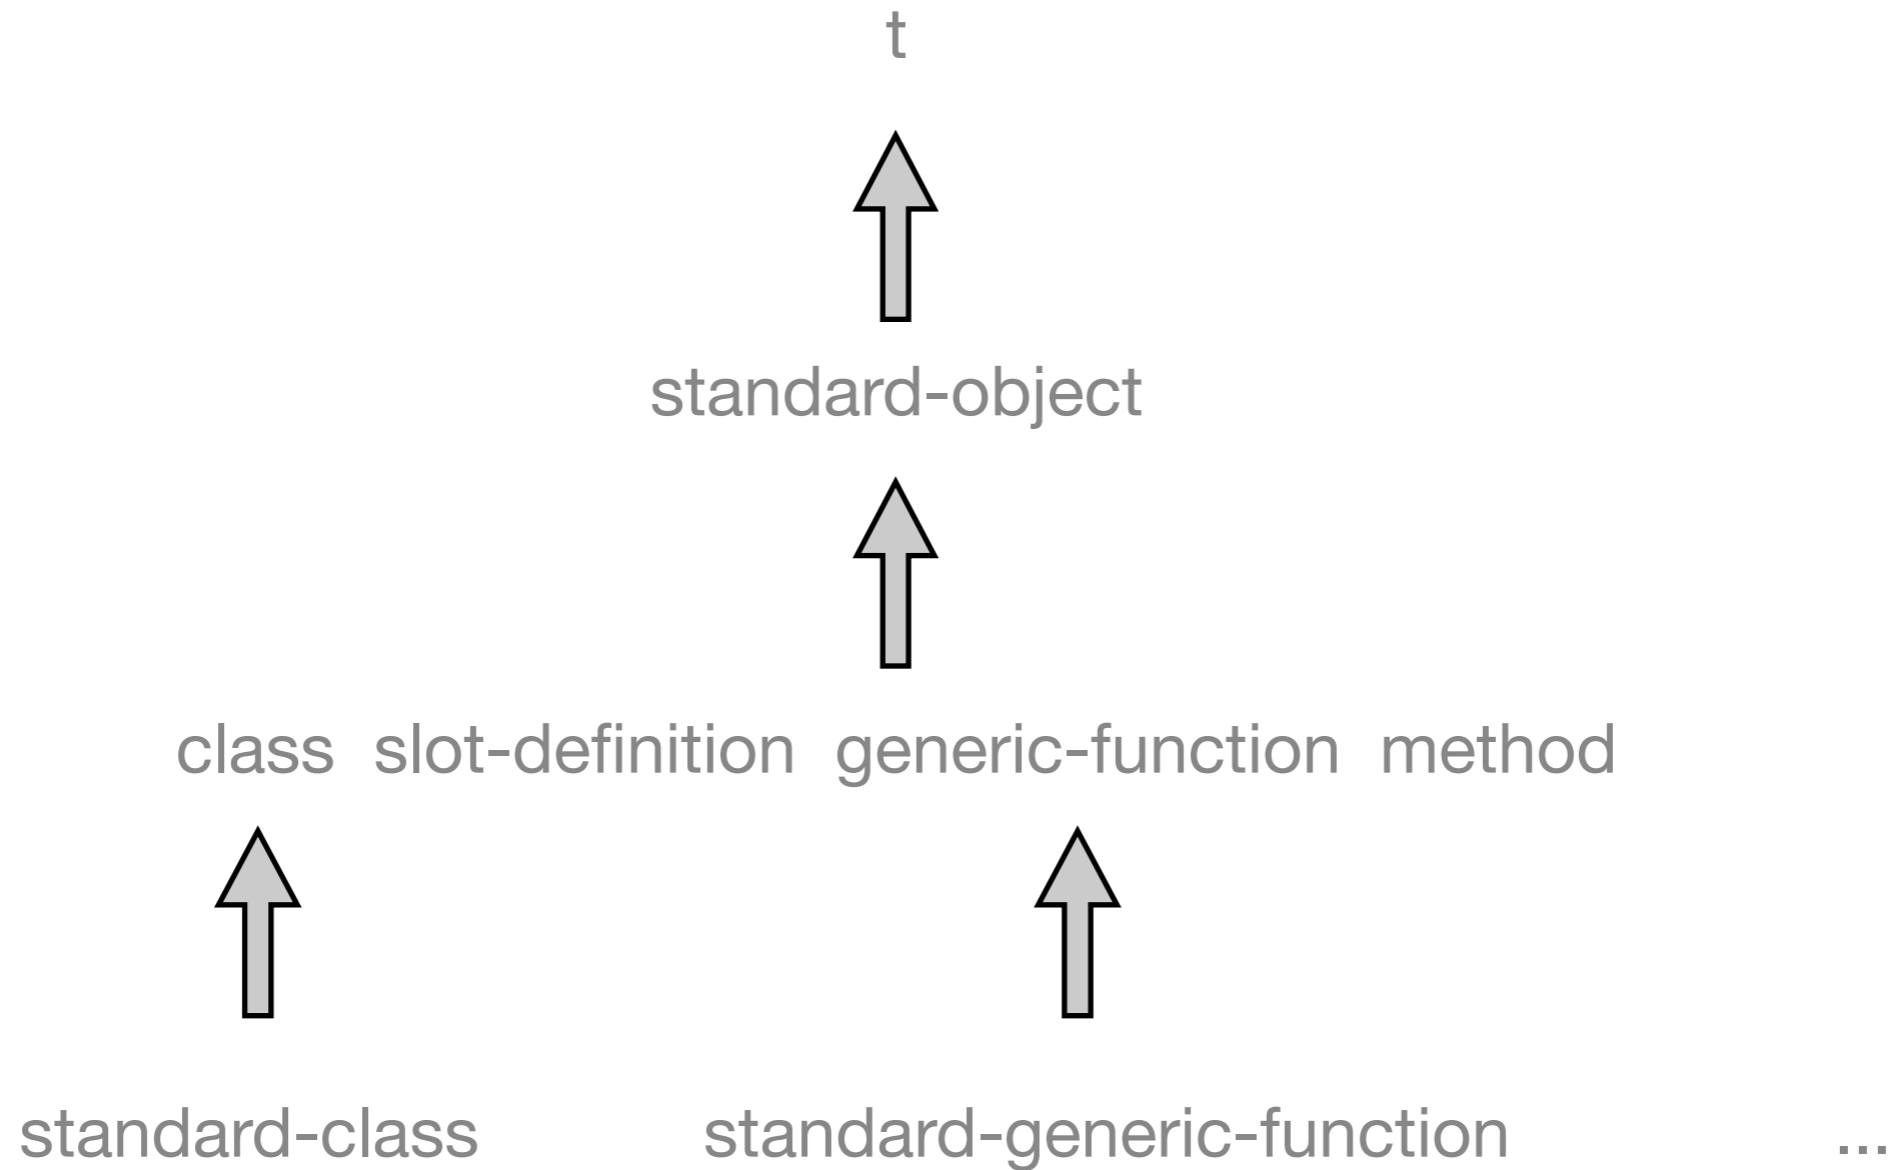 t
standard-object
class slot-definition generic-function method
standard-class standard-generic-function ...